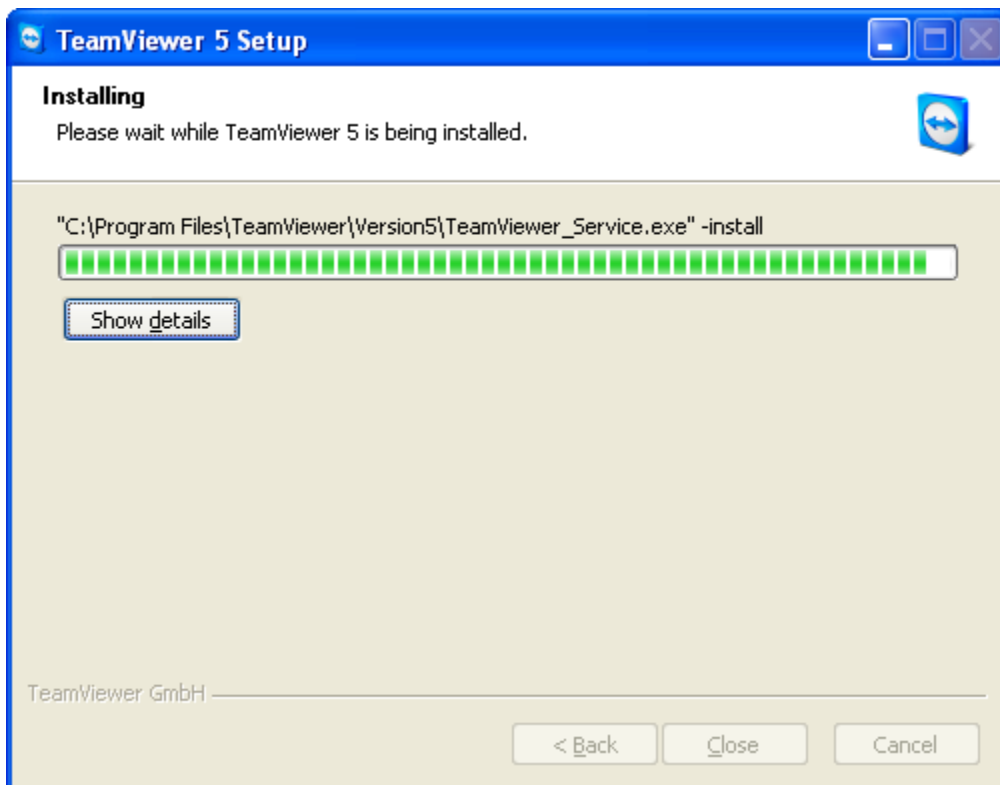 TeamViewer 5 Setup
Installing
Please wait while TeamViewer 5 is being installed.
"C:\Program Files\TeamViewer\Version5\TeamViewer_Service.exe" -install
Show details
TeamViewer GmbH
< Back Close Cancel